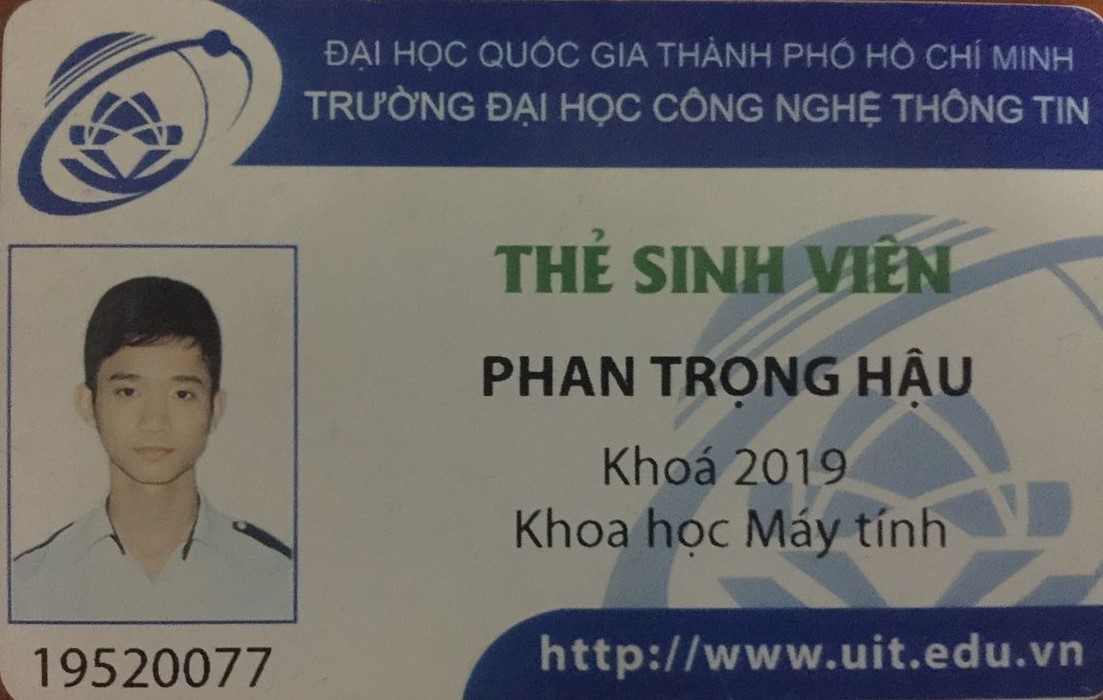 ĐẠI HỌC QUỐC GIA THÀNH PHỐ HỒ CHÍ MINH
TRƯỜNG ĐẠI HỌC CÔNG NGHỆ THÔNG TIN
THẺ SINH VIÊN
PHAN TRỌNG HẬU
Khoá 2019
Khoa học Máy tính
19520077
http://www.uit.edu.vn